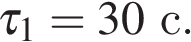 τ₁ = 30 с.